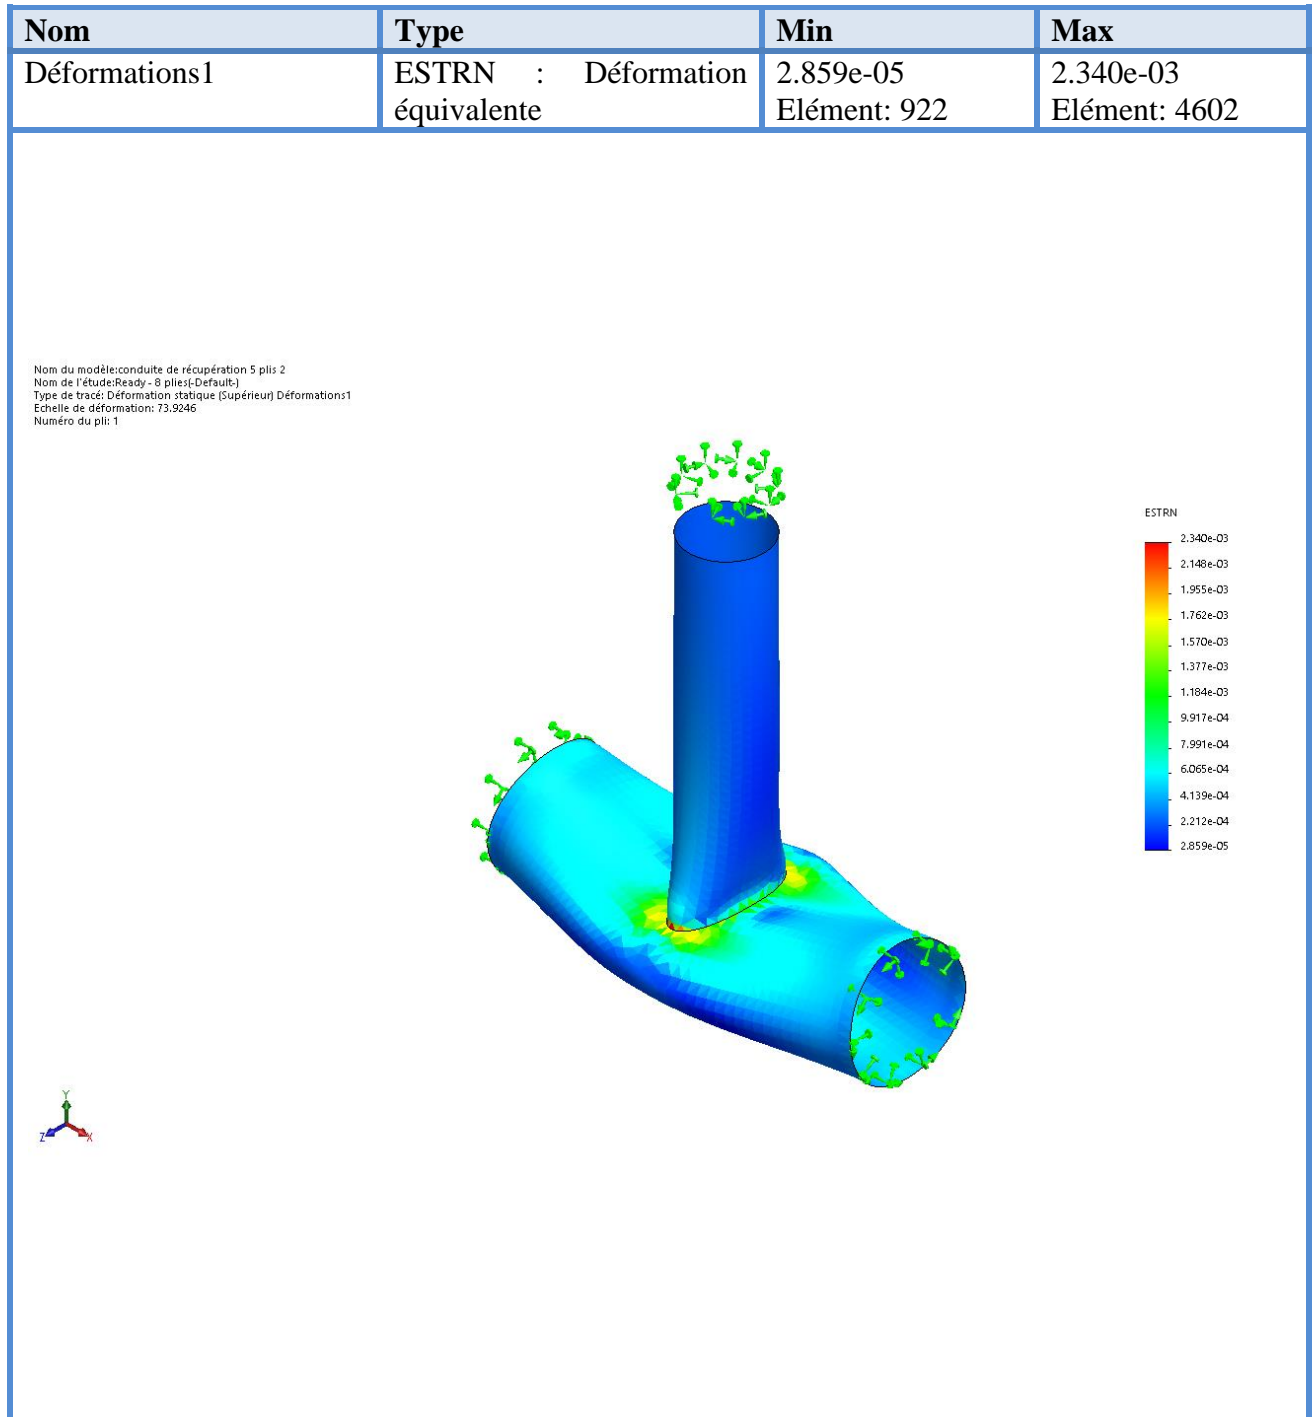 Nom Type Min Max
Déformations1 ESTRN : Déformation équivalente 2.859e-05 Elément: 922 2.340e-03 Elément: 4602
Nom du modèle:conduite de récupération 5 plis 2
Nom de l'étude:Ready - 8 plies(-Default-)
Type de tracé: Déformation statique (Supérieur) Déformations1
Echelle de déformation: 73.9246
Numéro du pli: 1
ESTRN
2.340e-03
2.148e-03
1.955e-03
1.762e-03
1.570e-03
1.377e-03
1.184e-03
9.917e-04
7.991e-04
6.065e-04
4.139e-04
2.212e-04
2.859e-05
Y
Z X